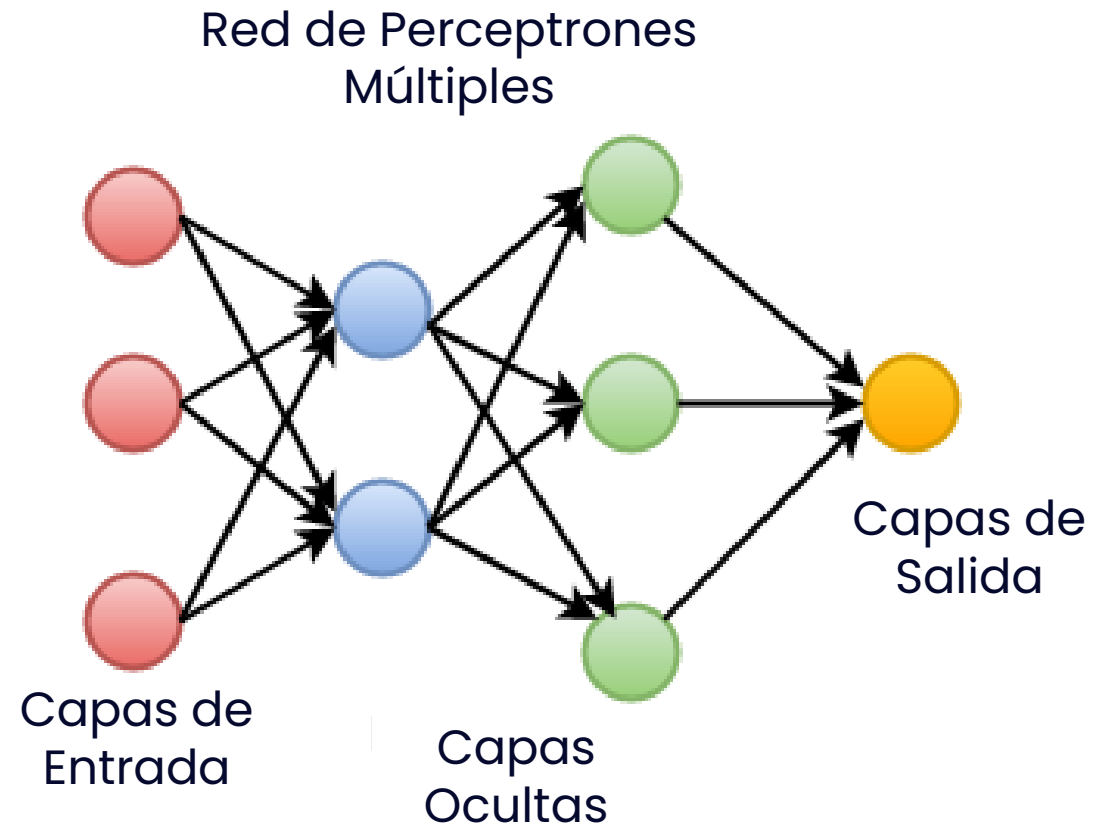 Red de Perceptrones
Múltiples
Capas de
Salida
Capas de
Entrada
Capas
Ocultas